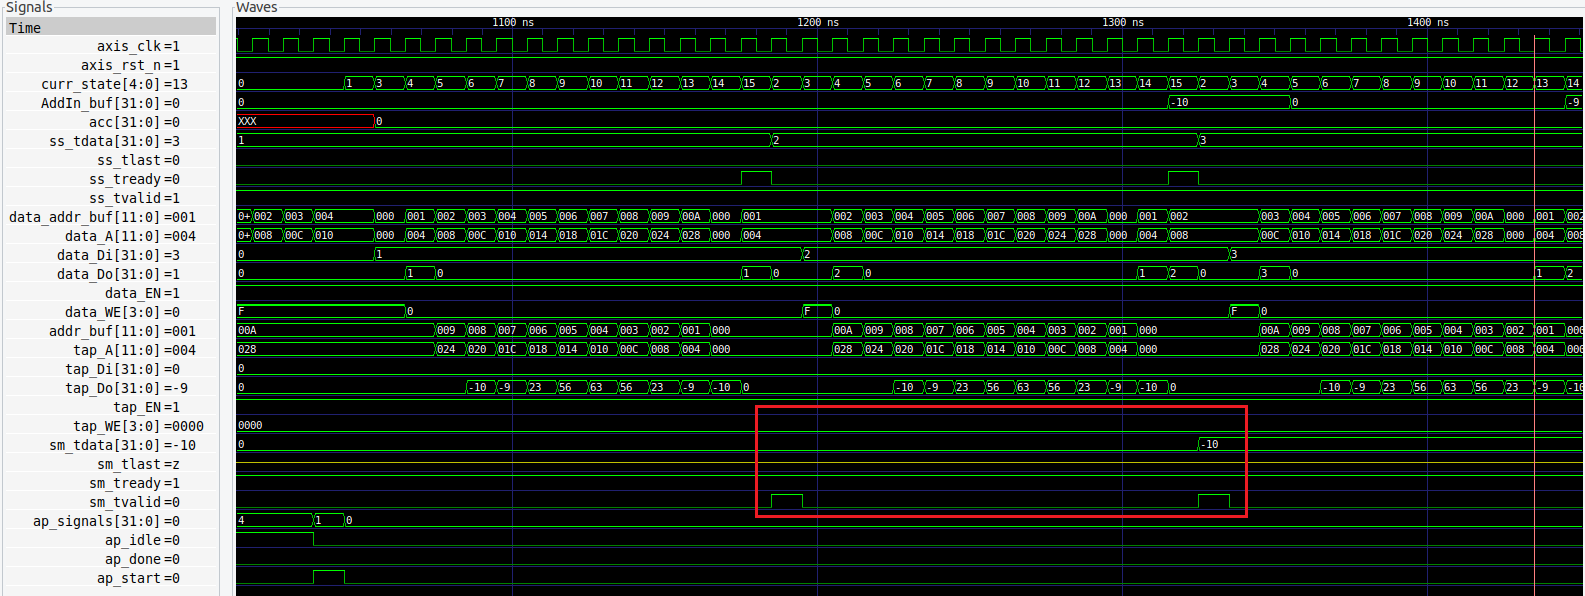 Signals
Waves
Time
1100 ns 1200 ns 1300 ns 1400 ns
axis_clk =1
axis_rst_n =1
curr_state[4:0] =13 0 1 3 4 5 6 7 8 9 10 11 12 13 14 15 2 3 4 5 6 7 8 9 10 11 12 13 14 15 2 3 4 5 6 7 8 9 10 11 12 13 14
AddIn_buf[31:0] =0 0 -10 0 -9
acc[31:0] =0 XXX 0
ss_tdata[31:0] =3 1 2 3
ss_tlast =0
ss_tready =0
ss_tvalid =1
data_addr_buf[11:0] =001 0+ 002 003 004 000 001 002 003 004 005 006 007 008 009 00A 000 001 002 003 004 005 006 007 008 009 00A 000 001 002 003 004 005 006 007 008 009 00A 000 001 002
data_A[11:0] =004 0+ 008 00C 010 000 004 008 00C 010 014 018 01C 020 024 028 000 004 008 00C 010 014 018 01C 020 024 028 000 004 008 00C 010 014 018 01C 020 024 028 000 004 008
data_Di[31:0] =3 0 1 2 3
data_Do[31:0] =1 0 1 0 1 0 2 0 1 2 0 3 0 1 2
data_EN =1
data_WE[3:0] =0 F 0 F 0 F 0
addr_buf[11:0] =001 00A 009 008 007 006 005 004 003 002 001 000 00A 009 008 007 006 005 004 003 002 001 000 00A 009 008 007 006 005 004 003 002 001 000
tap_A[11:0] =004 028 024 020 01C 018 014 010 00C 008 004 000 028 024 020 01C 018 014 010 00C 008 004 000 028 024 020 01C 018 014 010 00C 008 004 000
tap_Di[31:0] =0 0
tap_Do[31:0] =-9 0 -10 -9 23 56 63 56 23 -9 -10 0 -10 -9 23 56 63 56 23 -9 -10 0 -10 -9 23 56 63 56 23 -9 -10
tap_EN =1
tap_WE[3:0] =0000 0000
sm_tdata[31:0] =-10 0 -10
sm_tlast =z
sm_tready =1
sm_tvalid =0
ap_signals[31:0] =0 4 1 0
ap_idle =0
ap_done =0
ap_start =0